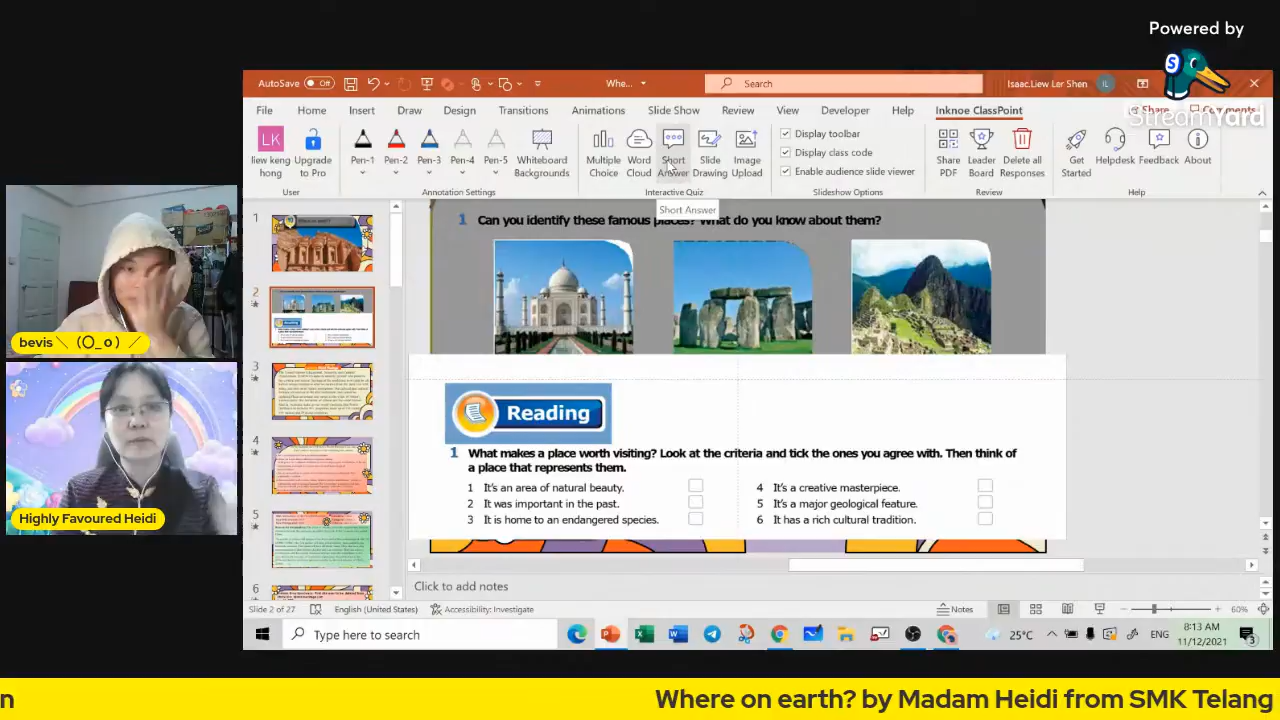 Powered by
StreamYard
AutoSave Off
Whe...
Search
Isaac.Liew Ler Shen
IL
File
Home
Insert
Draw
Design
Transitions
Animations
Slide Show
Review
View
Developer
Help
Inknoe ClassPoint
Share
Comments
LK
liew keng
hong
Upgrade
to Pro
User
Pen-1
Pen-2
Pen-3
Pen-4
Pen-5
Whiteboard
Backgrounds
Annotation Settings
Multiple
Choice
Word
Cloud
Short
Answer
Slide
Drawing
Image
Upload
Interactive Quiz
Display toolbar
Display class code
Enable audience slide viewer
Slideshow Options
Share
PDF
Leader
Board
Delete all
Responses
Review
Get
Started
Helpdesk
Feedback
About
Help
Short Answer
1
2
3
4
5
6
1 Can you identify these famous places? What do you know about them?
Reading
1 What makes a place worth visiting? Look at the criteria and tick the ones you agree with. Then think of
a place that represents them.
1 It's an area of natural beauty.
2 It was important in the past.
3 It is home to an endangered species.
4 It's a creative masterpiece.
5 It's a major geological feature.
6 It has a rich cultural tradition.
bevis ＼（〇_ｏ）／
Highly Favoured Heidi
Click to add notes
Slide 2 of 27
English (United States)
Accessibility: Investigate
Notes
60%
Type here to search
25°C
ENG
8:13 AM
11/12/2021
3
n
Where on earth? by Madam Heidi from SMK Telang